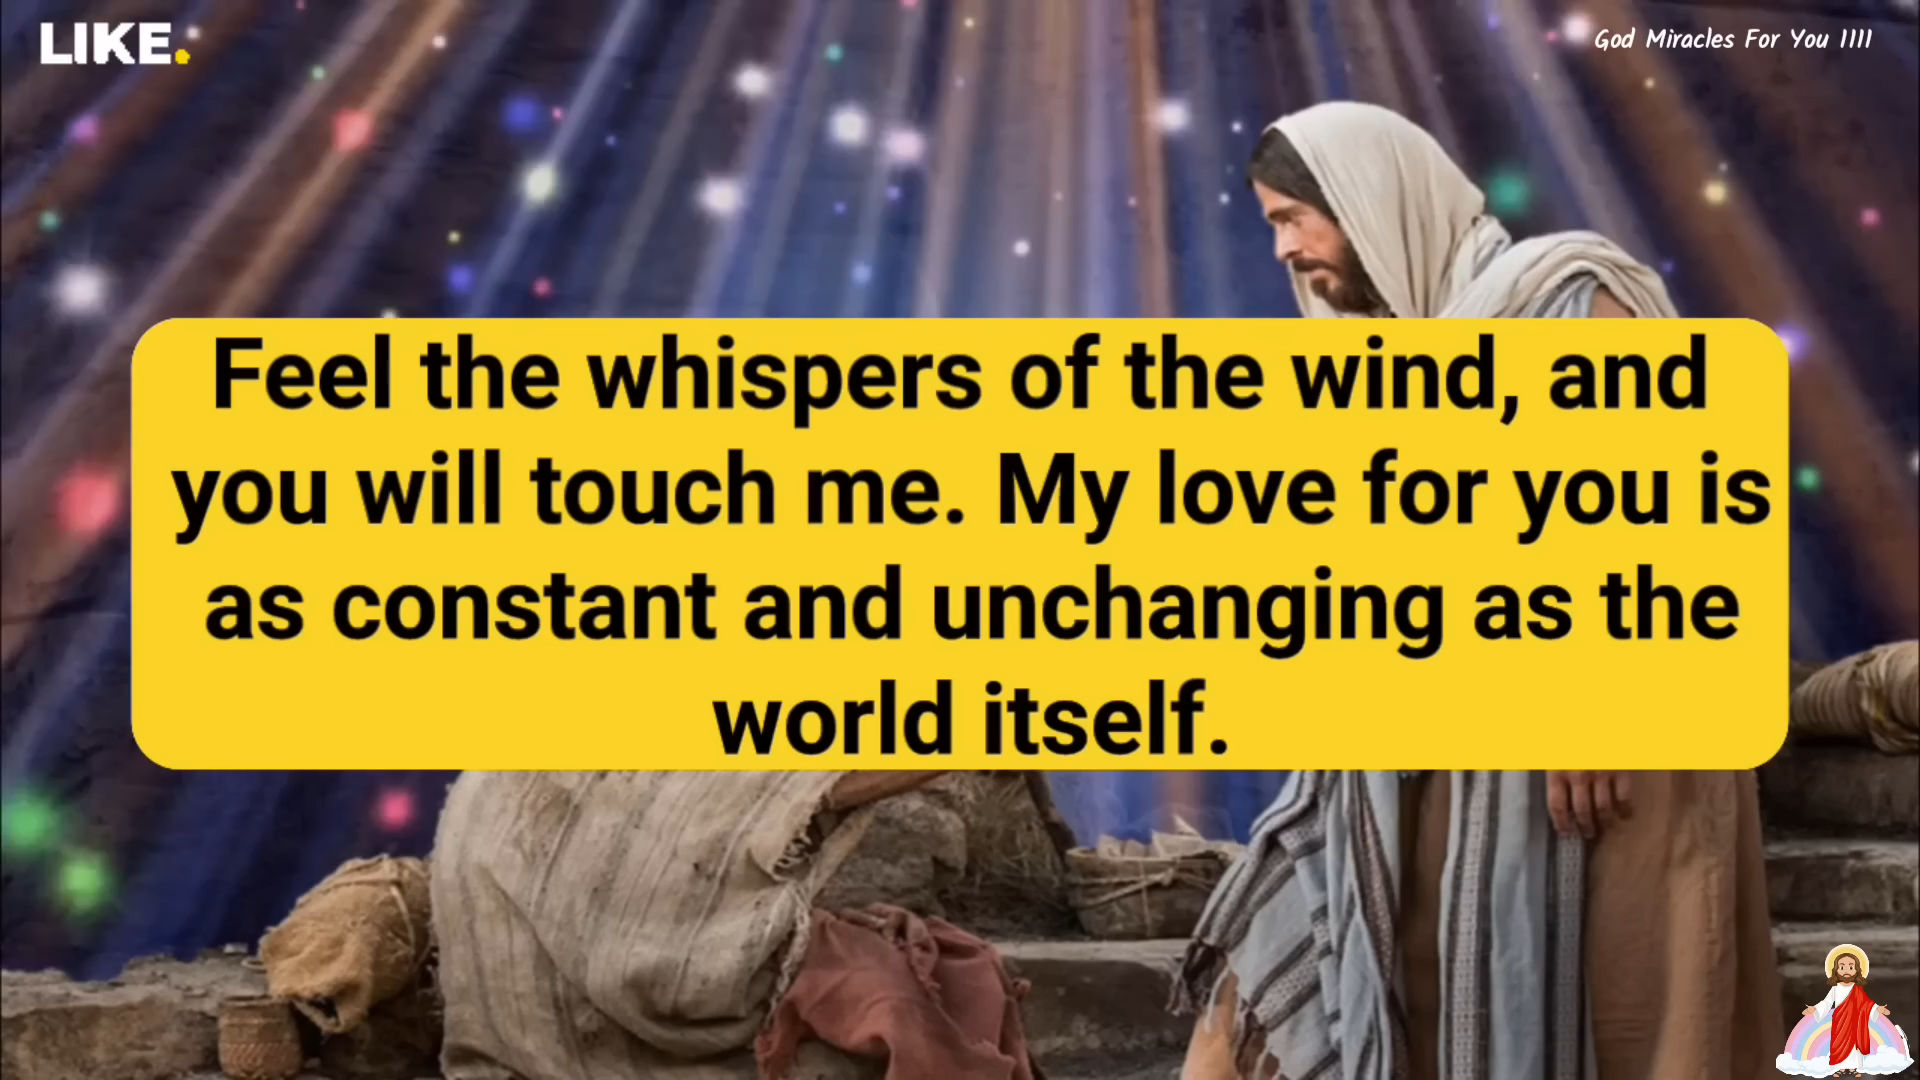 LIKE.
God Miracles For You 1111
Feel the whispers of the wind, and
you will touch me. My love for you is
as constant and unchanging as the
world itself.